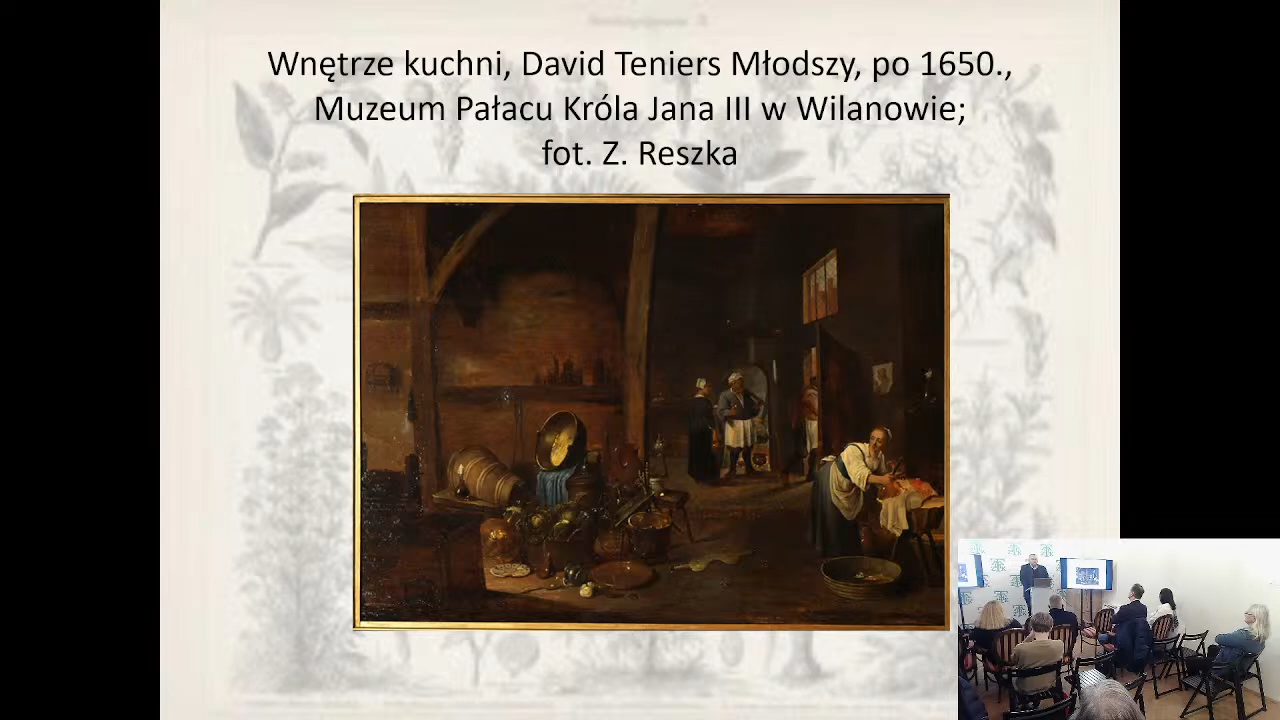 Wnętrze kuchni, David Teniers Młodszy, po 1650.,
Muzeum Pałacu Króla Jana III w Wilanowie;
fot. Z. Reszka